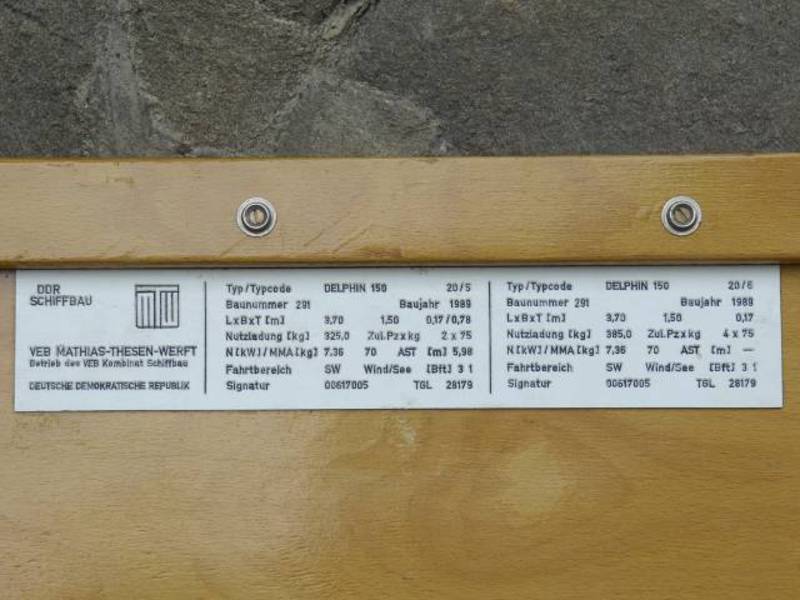 DDR
SCHIFFBAU
VEB MATHIAS-THESEN-WERFT
Betrieb des VEB Kombinat Schiffbau
DEUTSCHE DEMOKRATISCHE REPUBLIK
Typ/Typcode DELPHIN 150 20/S
Baunummer 291 Baujahr 1989
LxBxT [m] 3,70 1,50 0,17/0,78
Nutzladung [kg] 325,0 Zul.Pzxkg 2 x 75
N[kW]/MMA[kg] 7,36 70 AST [m] 5,98
Fahrtbereich SW Wind/See [Bft] 3 1
Signatur 00617005 TGL 28179
Typ/Typcode DELPHIN 150 20/6
Baunummer 291 Baujahr 1989
LxBxT [m] 3,70 1,50 0,17
Nutzladung [kg] 385,0 Zul.Pzxkg 4 x 75
N[kW]/MMA[kg] 7,36 70 AST [m] —
Fahrtbereich SW Wind/See [Bft] 3 1
Signatur 00617005 TGL 28179